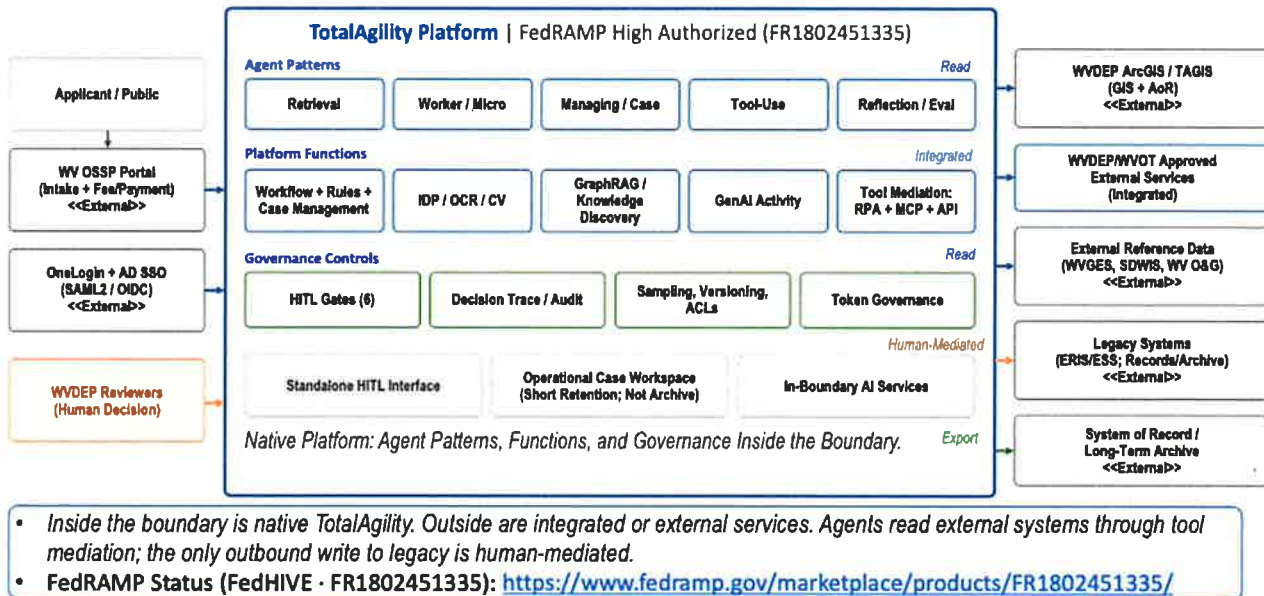 TotalAgility Platform | FedRAMP High Authorized (FR1802451335)
Agent Patterns
Read
Retrieval
Worker / Micro
Managing / Case
Tool-Use
Reflection / Eval
Platform Functions
Integrated
Workflow + Rules +
Case Management
IDP / OCR / CV
GraphRAG /
Knowledge
Discovery
GenAI Activity
Tool Mediation:
RPA + MCP + API
Governance Controls
Read
HITL Gates (6)
Decision Trace / Audit
Sampling, Versioning,
ACLs
Token Governance
Human-Mediated
Standalone HITL Interface
Operational Case Workspace
(Short Retention; Not Archive)
In-Boundary AI Services
Native Platform: Agent Patterns, Functions, and Governance Inside the Boundary.
Export
Applicant / Public
WV OSSP Portal
(Intake + Fee/Payment)
<<External>>
OneLogin + AD SSO
(SAML2 / OIDC)
<<External>>
WVDEP Reviewers
(Human Decision)
WVDEP ArcGIS / TAGIS
(GIS + AoR)
<<External>>
WVDEP/WVOT Approved
External Services
(Integrated)
External Reference Data
(WVGES, SDWIS, WV O&G)
<<External>>
Legacy Systems
(ERIS/ESS; Records/Archive)
<<External>>
System of Record /
Long-Term Archive
<<External>>
• Inside the boundary is native TotalAgility. Outside are integrated or external services. Agents read external systems through tool
mediation; the only outbound write to legacy is human-mediated.
• FedRAMP Status (FedHIVE · FR1802451335): https://www.fedramp.gov/marketplace/products/FR1802451335/